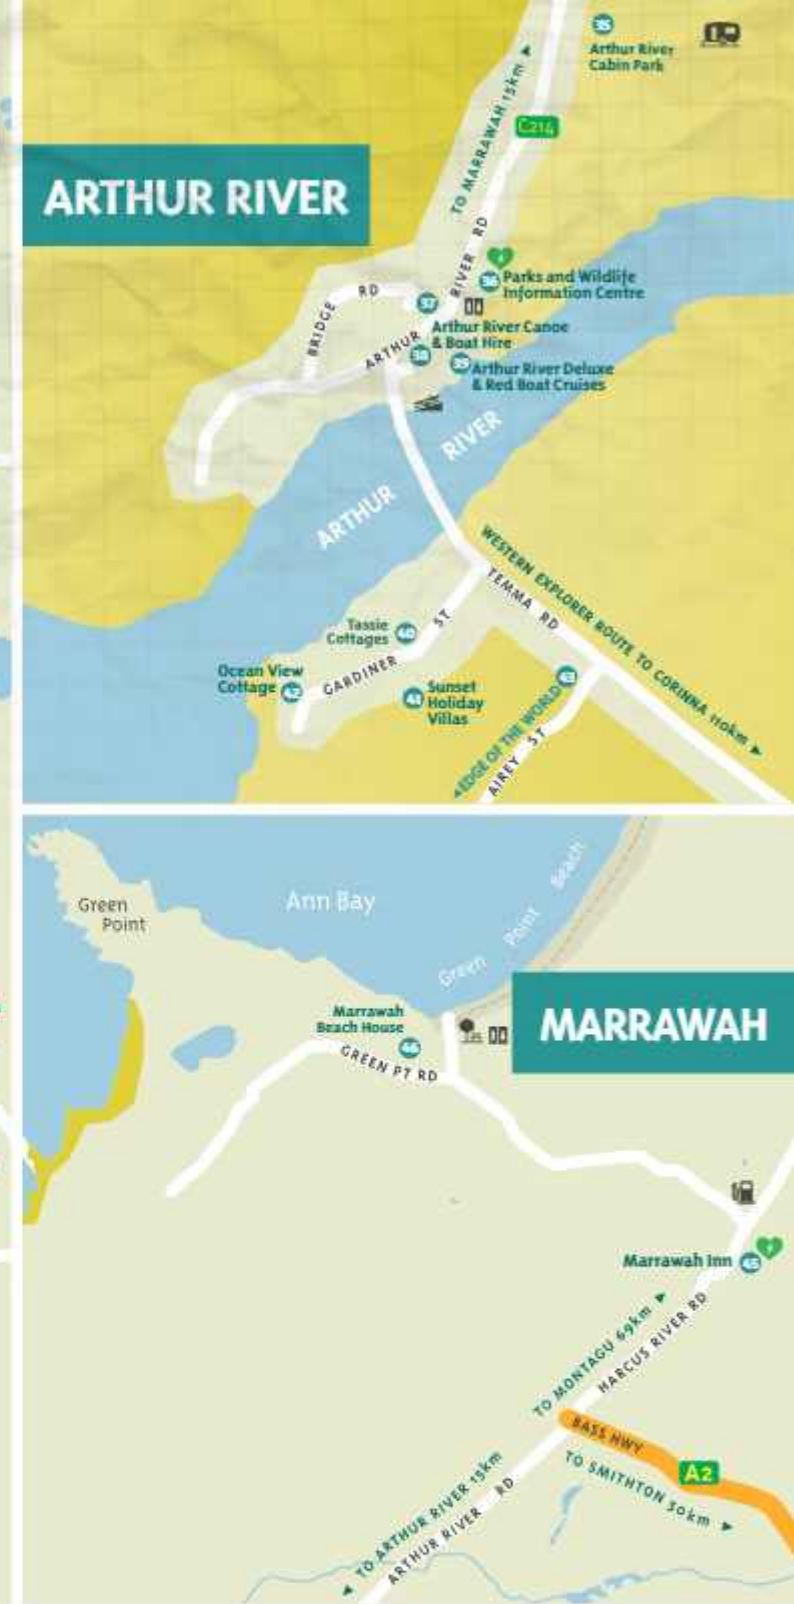 35
Arthur River
Cabin Park
TO MARRAWAH 15km
C214
ARTHUR RIVER
RIVER RD
36
Parks and Wildlife
Information Centre
BRIDGE RD
37
ARTHUR
Arthur River Canoe
& Boat Hire
38
39
Arthur River Deluxe
& Red Boat Cruises
ARTHUR RIVER
WESTERN EXPLORER ROUTE TO CORINNA 110km
TEMMA RD
Tassie
Cottages
40
GARDINER ST
Ocean View
Cottage
42
41
Sunset
Holiday
Villas
43
EDGE OF THE WORLD
AIREY ST
Green
Point
Ann Bay
Green Point Beach
MARRAWAH
Marrawah
Beach House
46
GREEN PT RD
Marrawah Inn
45
TO MONTAGU 69km
HARCUS RIVER RD
BASS HWY
A2
TO SMITHTON 50km
TO ARTHUR RIVER 15km
ARTHUR RIVER RD